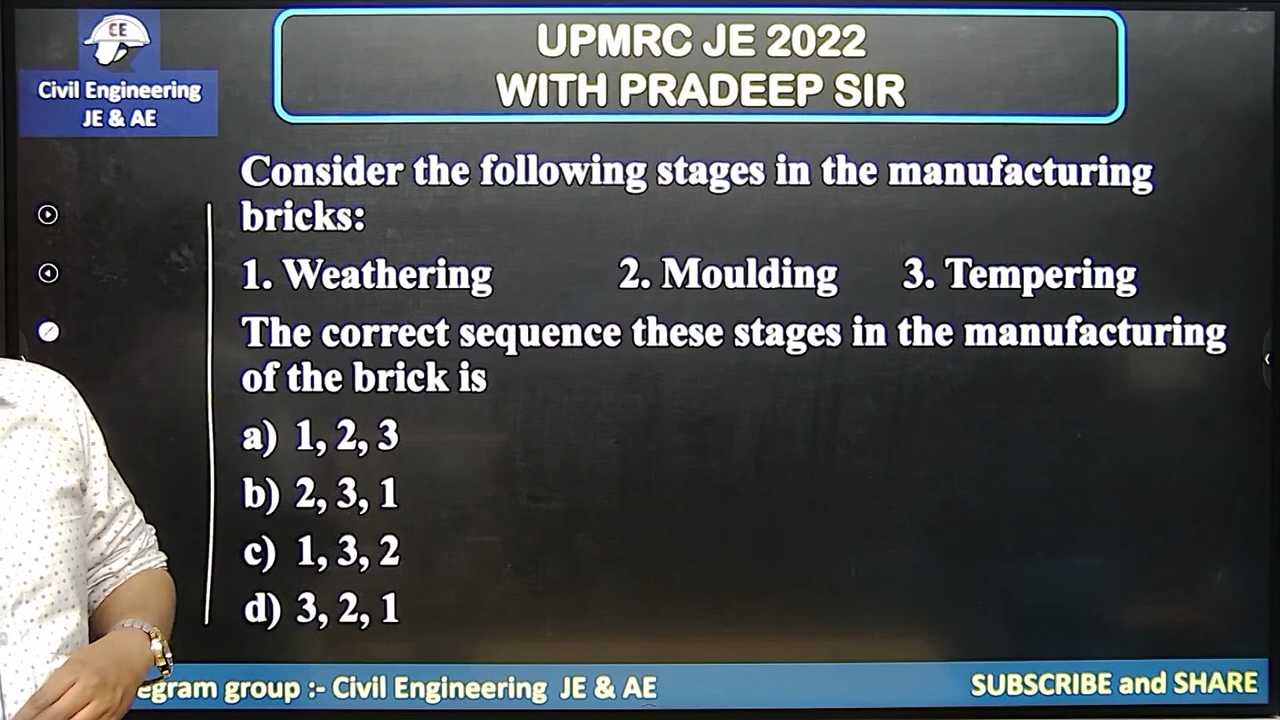 CE
Civil Engineering
JE & AE
UPMRC JE 2022
WITH PRADEEP SIR
Consider the following stages in the manufacturing
bricks:
1. Weathering 2. Moulding 3. Tempering
The correct sequence these stages in the manufacturing
of the brick is
a) 1, 2, 3
b) 2, 3, 1
c) 1, 3, 2
d) 3, 2, 1
egram group :- Civil Engineering JE & AE
SUBSCRIBE and SHARE